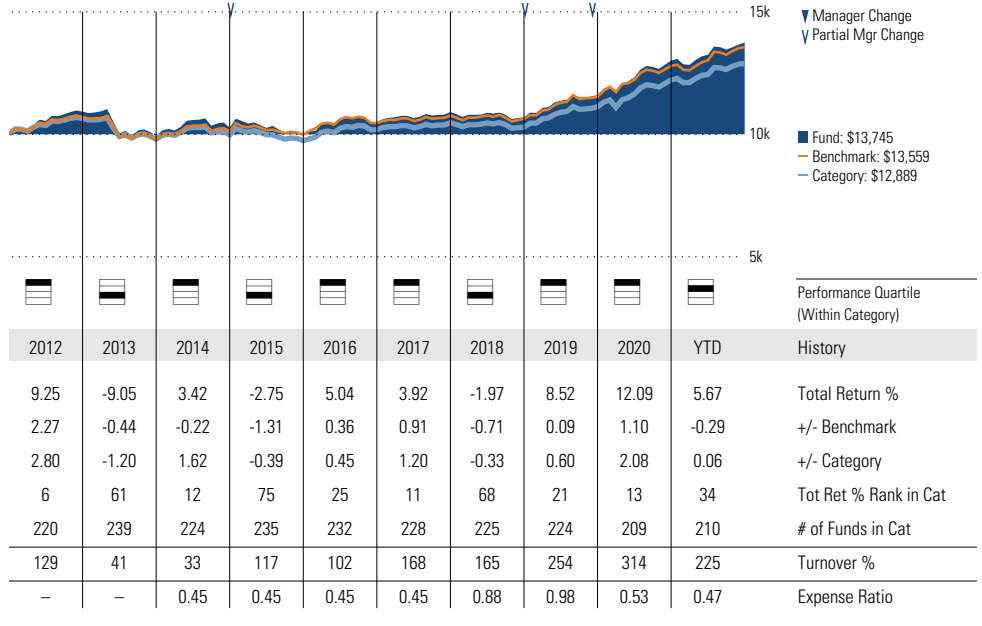 15k
▼ Manager Change
V Partial Mgr Change
10k
Fund: $13,745
Benchmark: $13,559
Category: $12,889
5k
Performance Quartile
(Within Category)
2012 2013 2014 2015 2016 2017 2018 2019 2020 YTD History
9.25 -9.05 3.42 -2.75 5.04 3.92 -1.97 8.52 12.09 5.67 Total Return %
2.27 -0.44 -0.22 -1.31 0.36 0.91 -0.71 0.09 1.10 -0.29 +/- Benchmark
2.80 -1.20 1.62 -0.39 0.45 1.20 -0.33 0.60 2.08 0.06 +/- Category
6 61 12 75 25 11 68 21 13 34 Tot Ret % Rank in Cat
220 239 224 235 232 228 225 224 209 210 # of Funds in Cat
129 41 33 117 102 168 165 254 314 225 Turnover %
– – 0.45 0.45 0.45 0.45 0.88 0.98 0.53 0.47 Expense Ratio